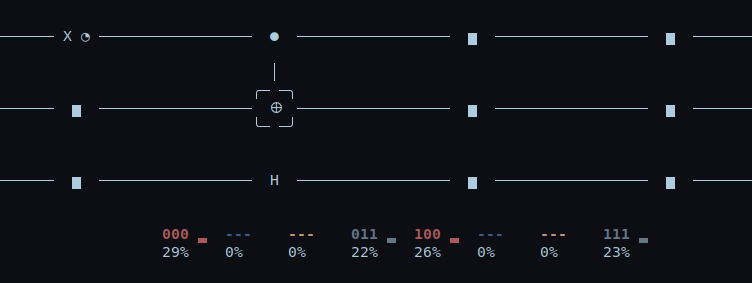 X ◔ ●
⊕
H
000 --- --- 011 100 --- --- 111
29% 0% 0% 22% 26% 0% 0% 23%